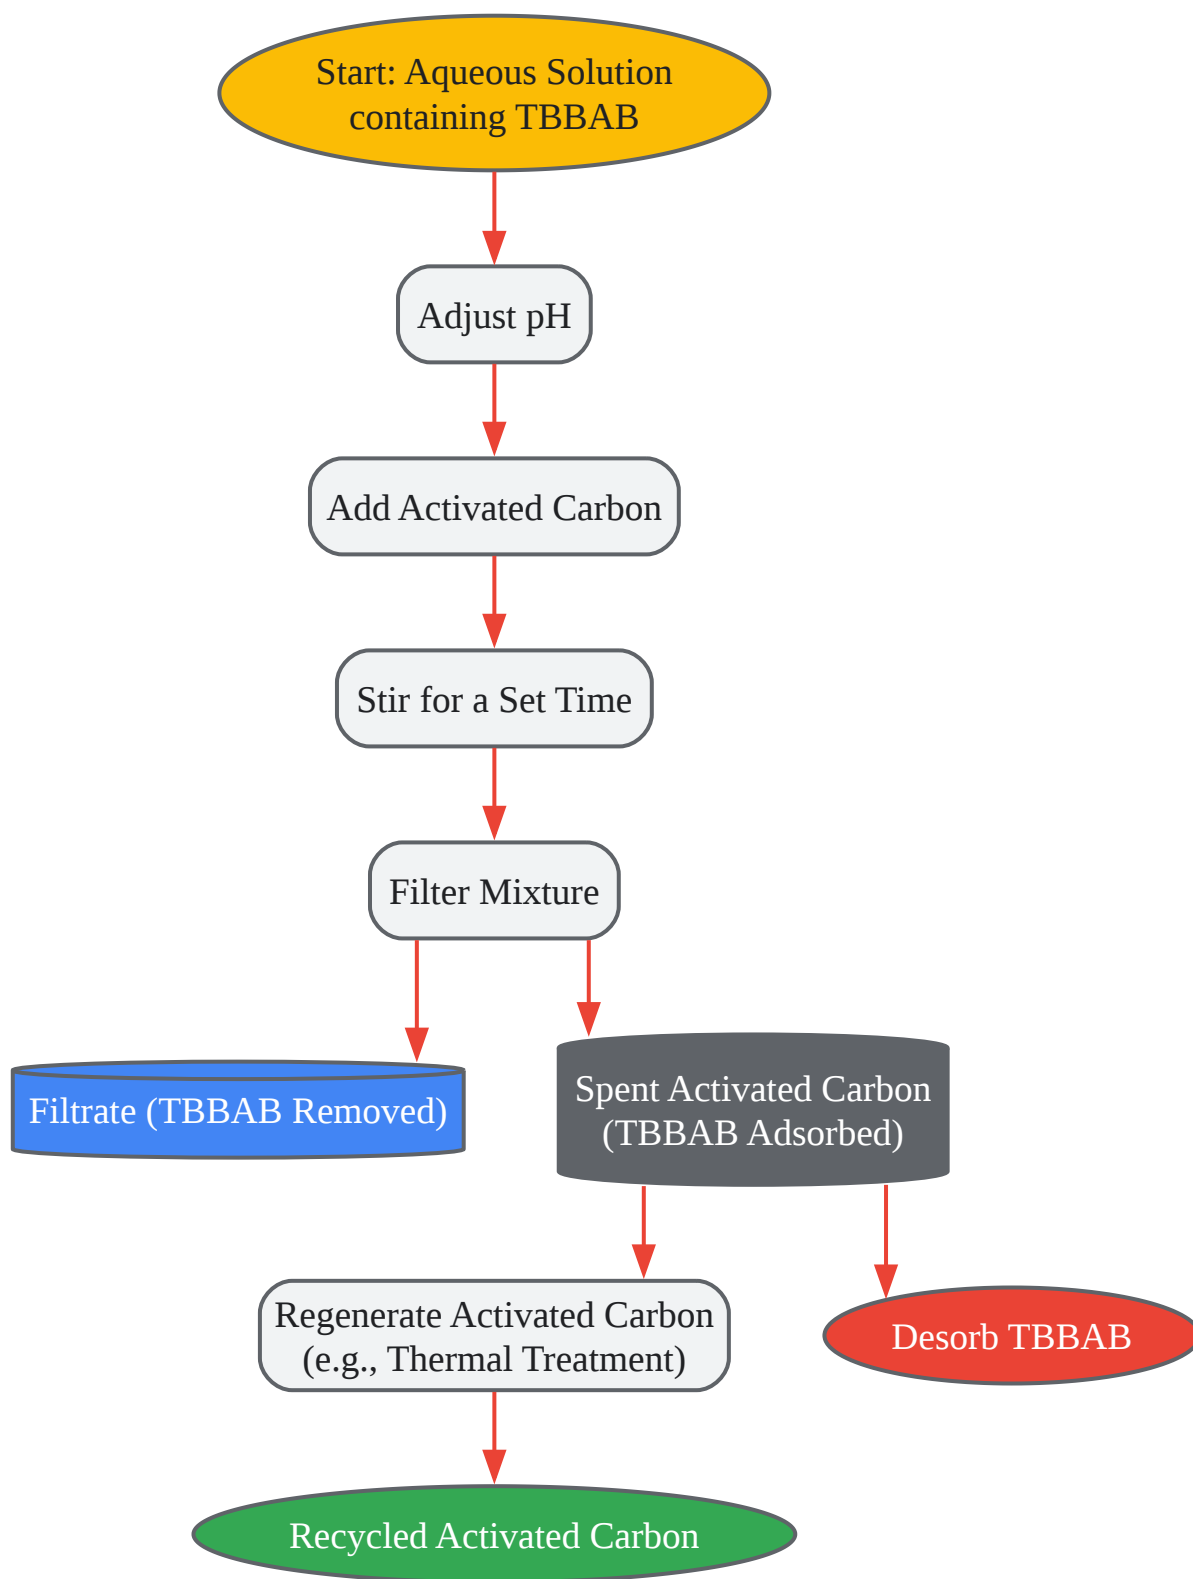 Start: Aqueous Solution
containing TBBAB
Adjust pH
Add Activated Carbon
Stir for a Set Time
Filter Mixture
Filtrate (TBBAB Removed)
Spent Activated Carbon
(TBBAB Adsorbed)
Regenerate Activated Carbon
(e.g., Thermal Treatment)
Desorb TBBAB
Recycled Activated Carbon